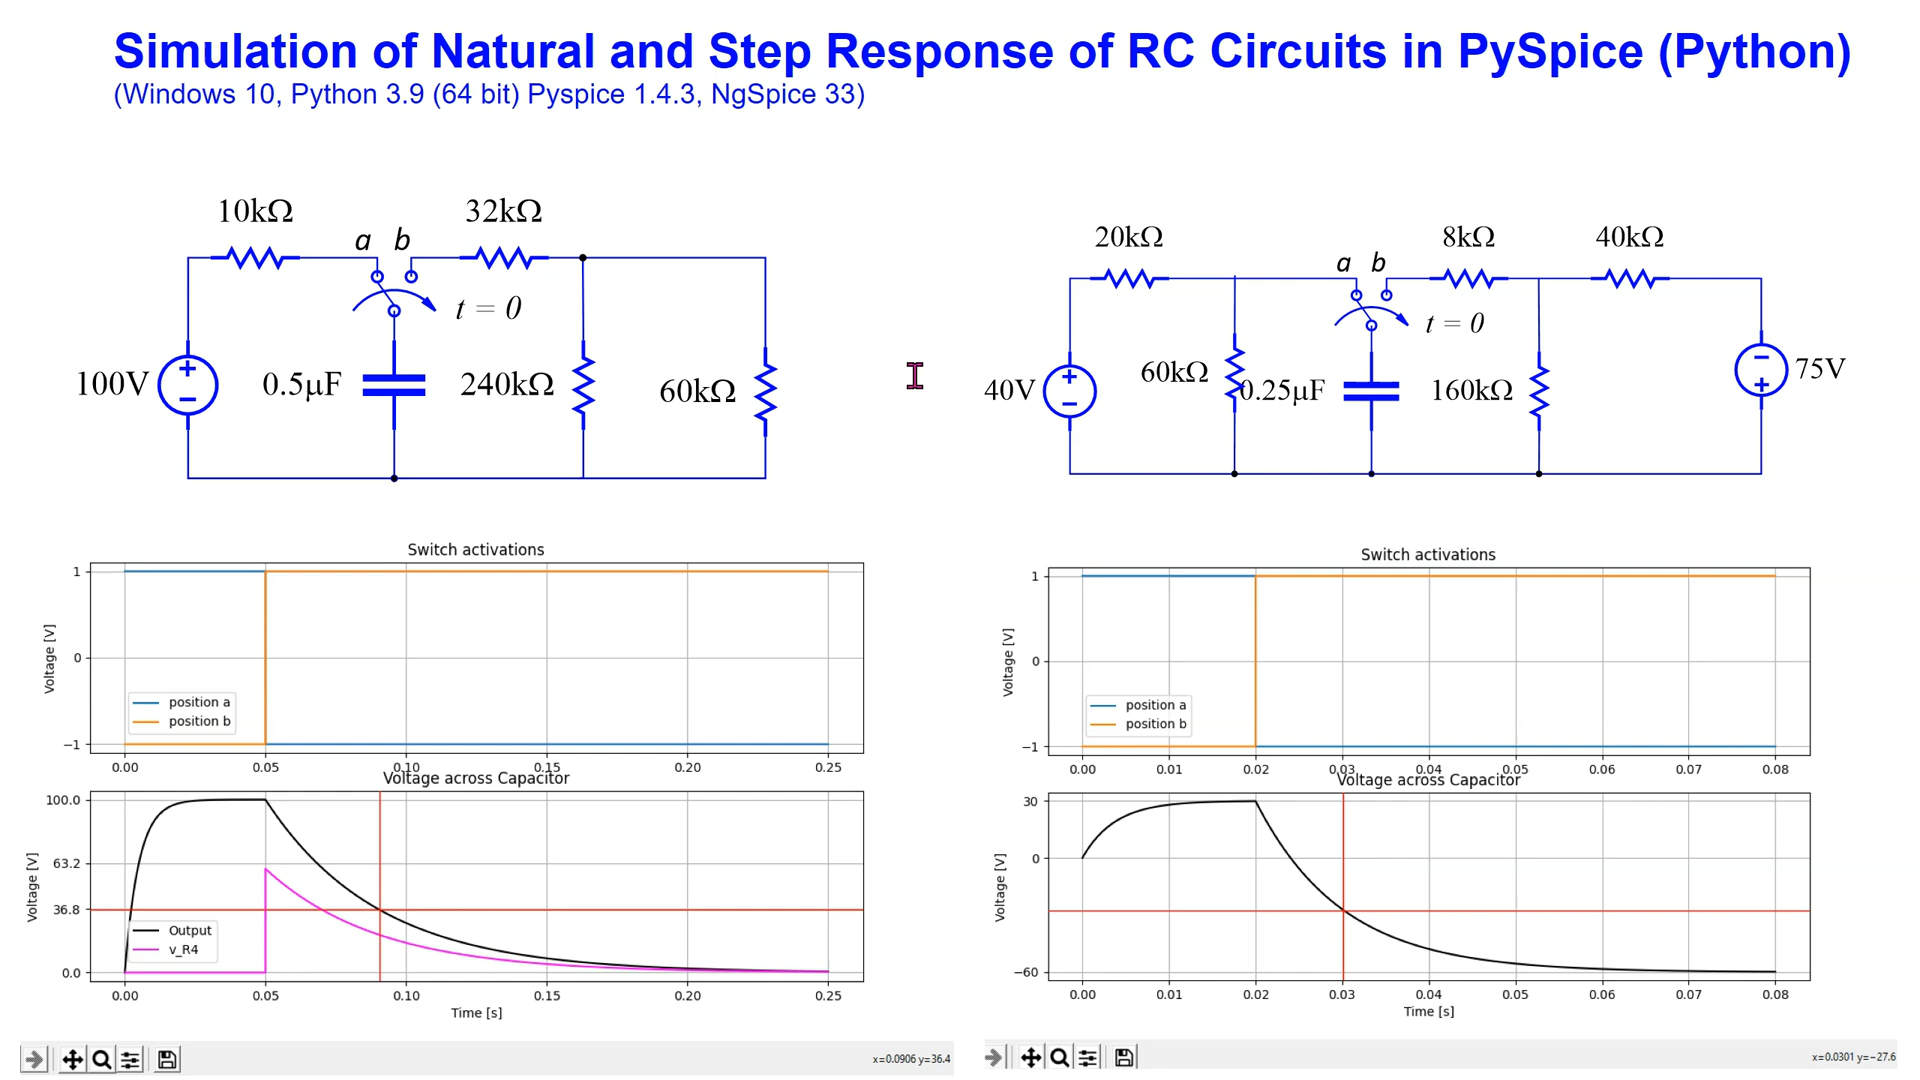 Simulation of Natural and Step Response of RC Circuits in PySpice (Python)
(Windows 10, Python 3.9 (64 bit) Pyspice 1.4.3, NgSpice 33)
10kΩ
32kΩ
a b
t = 0
100V
0.5μF
240kΩ
60kΩ
20kΩ
8kΩ
40kΩ
a b
t = 0
40V
60kΩ
0.25μF
160kΩ
75V
Switch activations
Voltage [V]
1
0
−1
position a
position b
0.00 0.05 0.10 0.15 0.20 0.25
Voltage across Capacitor
Voltage [V]
100.0
63.2
36.8
0.0
Output
v_R4
0.00 0.05 0.10 0.15 0.20 0.25
Time [s]
x=0.0906 y=36.4
Switch activations
Voltage [V]
1
0
−1
position a
position b
0.00 0.01 0.02 0.03 0.04 0.05 0.06 0.07 0.08
Voltage across Capacitor
Voltage [V]
30
0
−60
0.00 0.01 0.02 0.03 0.04 0.05 0.06 0.07 0.08
Time [s]
x=0.0301 y=−27.6